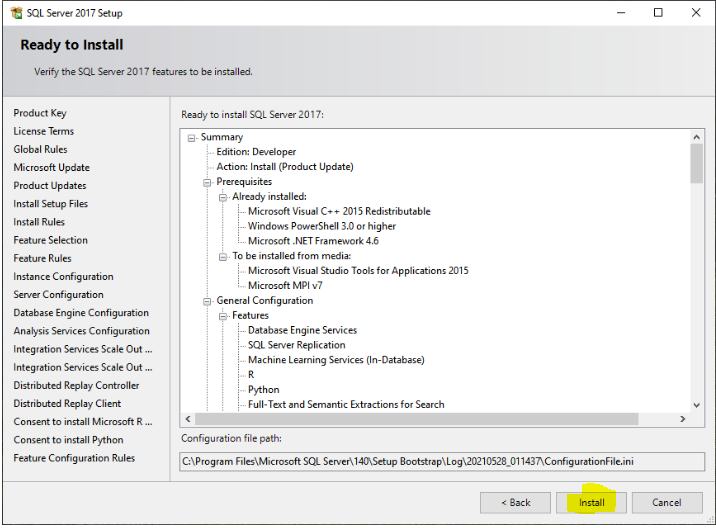 SQL Server 2017 Setup
Ready to Install
Verify the SQL Server 2017 features to be installed.
Product Key
License Terms
Global Rules
Microsoft Update
Product Updates
Install Setup Files
Install Rules
Feature Selection
Feature Rules
Instance Configuration
Server Configuration
Database Engine Configuration
Analysis Services Configuration
Integration Services Scale Out ...
Integration Services Scale Out ...
Distributed Replay Controller
Distributed Replay Client
Consent to install Microsoft R ...
Consent to install Python
Feature Configuration Rules
Ready to install SQL Server 2017:
Summary
Edition: Developer
Action: Install (Product Update)
Prerequisites
Already installed:
Microsoft Visual C++ 2015 Redistributable
Windows PowerShell 3.0 or higher
Microsoft .NET Framework 4.6
To be installed from media:
Microsoft Visual Studio Tools for Applications 2015
Microsoft MPI v7
General Configuration
Features
Database Engine Services
SQL Server Replication
Machine Learning Services (In-Database)
R
Python
Full-Text and Semantic Extractions for Search
Configuration file path:
C:\Program Files\Microsoft SQL Server\140\Setup Bootstrap\Log\20210528_011437\ConfigurationFile.ini
< Back
Install
Cancel